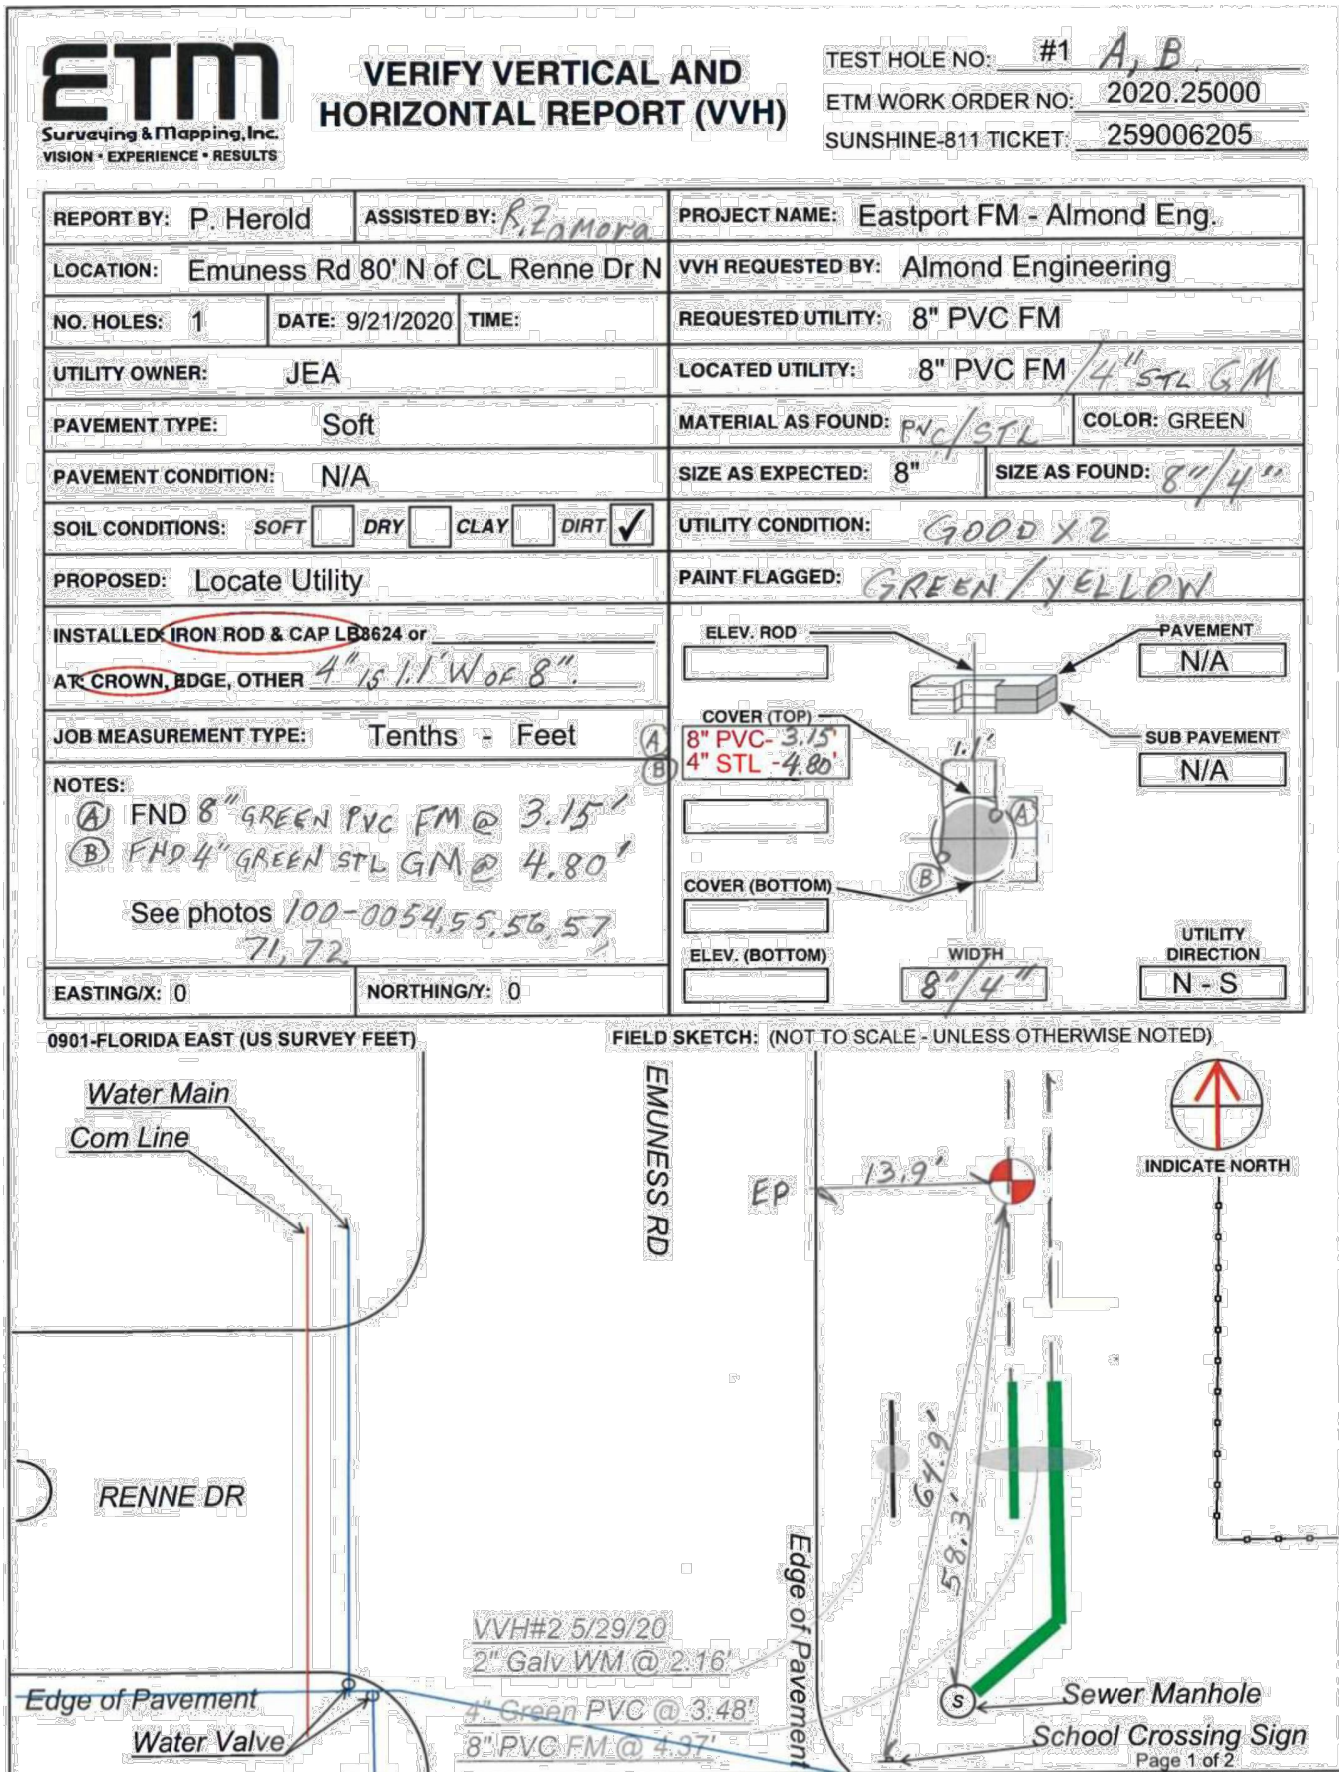 ETM
Surveying & Mapping, Inc.
VISION • EXPERIENCE • RESULTS
VERIFY VERTICAL AND
HORIZONTAL REPORT (VVH)
TEST HOLE NO: #1 A, B
ETM WORK ORDER NO: 2020.25000
SUNSHINE-811 TICKET: 259006205
REPORT BY: P. Herold ASSISTED BY: R. Zamora PROJECT NAME: Eastport FM - Almond Eng.
LOCATION: Emuness Rd 80' N of CL Renne Dr N VVH REQUESTED BY: Almond Engineering
NO. HOLES: 1 DATE: 9/21/2020 TIME: REQUESTED UTILITY: 8" PVC FM
UTILITY OWNER: JEA LOCATED UTILITY: 8" PVC FM /4" STL GM
PAVEMENT TYPE: Soft MATERIAL AS FOUND: PVC/STL COLOR: GREEN
PAVEMENT CONDITION: N/A SIZE AS EXPECTED: 8" SIZE AS FOUND: 8"/4"
SOIL CONDITIONS: SOFT DRY CLAY DIRT ✓ UTILITY CONDITION: GOOD X2
PROPOSED: Locate Utility PAINT FLAGGED: GREEN/YELLOW
INSTALLED: IRON ROD & CAP LB3624 or
AT: CROWN, EDGE, OTHER 4" IS 1.1' W OF 8".
JOB MEASUREMENT TYPE: Tenths - Feet
NOTES:
(A) FND 8" GREEN PVC FM @ 3.15'
(B) FND 4" GREEN STL GM @ 4.80'
See photos 100-0054, 55, 56, 57
71, 72
EASTING/X: 0 NORTHING/Y: 0
ELEV. ROD
PAVEMENT
N/A
COVER (TOP)
(A) 8" PVC- 3.15'
(B) 4" STL -4.80'
1.1'
SUB PAVEMENT
N/A
(A)
(B)
COVER (BOTTOM)
ELEV. (BOTTOM)
WIDTH
8"/4"
UTILITY
DIRECTION
N - S
0901-FLORIDA EAST (US SURVEY FEET) FIELD SKETCH: (NOT TO SCALE - UNLESS OTHERWISE NOTED)
Water Main
Com Line
EMUNESS RD
EP
13.9'
INDICATE NORTH
RENNE DR
64.9'
58.3'
Edge of Pavement
VVH#2 5/29/20
2" Galv WM @ 2.16'
4" Green PVC @ 3.48'
8" PVC FM @ 4.37'
Edge of Pavement
Water Valve
S
Sewer Manhole
School Crossing Sign
Page 1 of 2